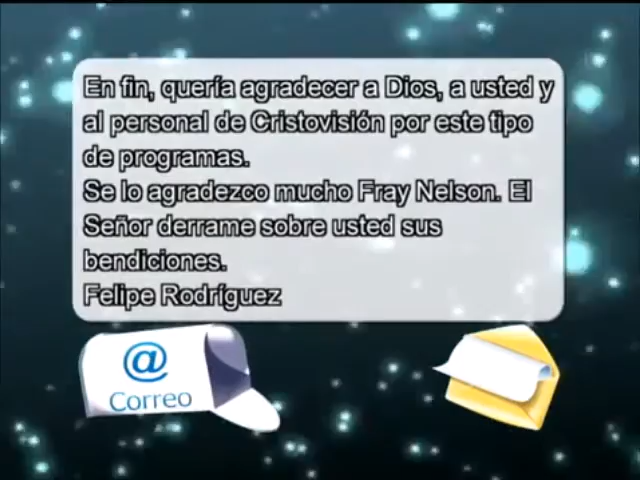 En fin, quería agradecer a Dios, a usted y
al personal de Cristovisión por este tipo
de programas.
Se lo agradezco mucho Fray Nelson. El
Señor derrame sobre usted sus
bendiciones.
Felipe Rodríguez
@
Correo